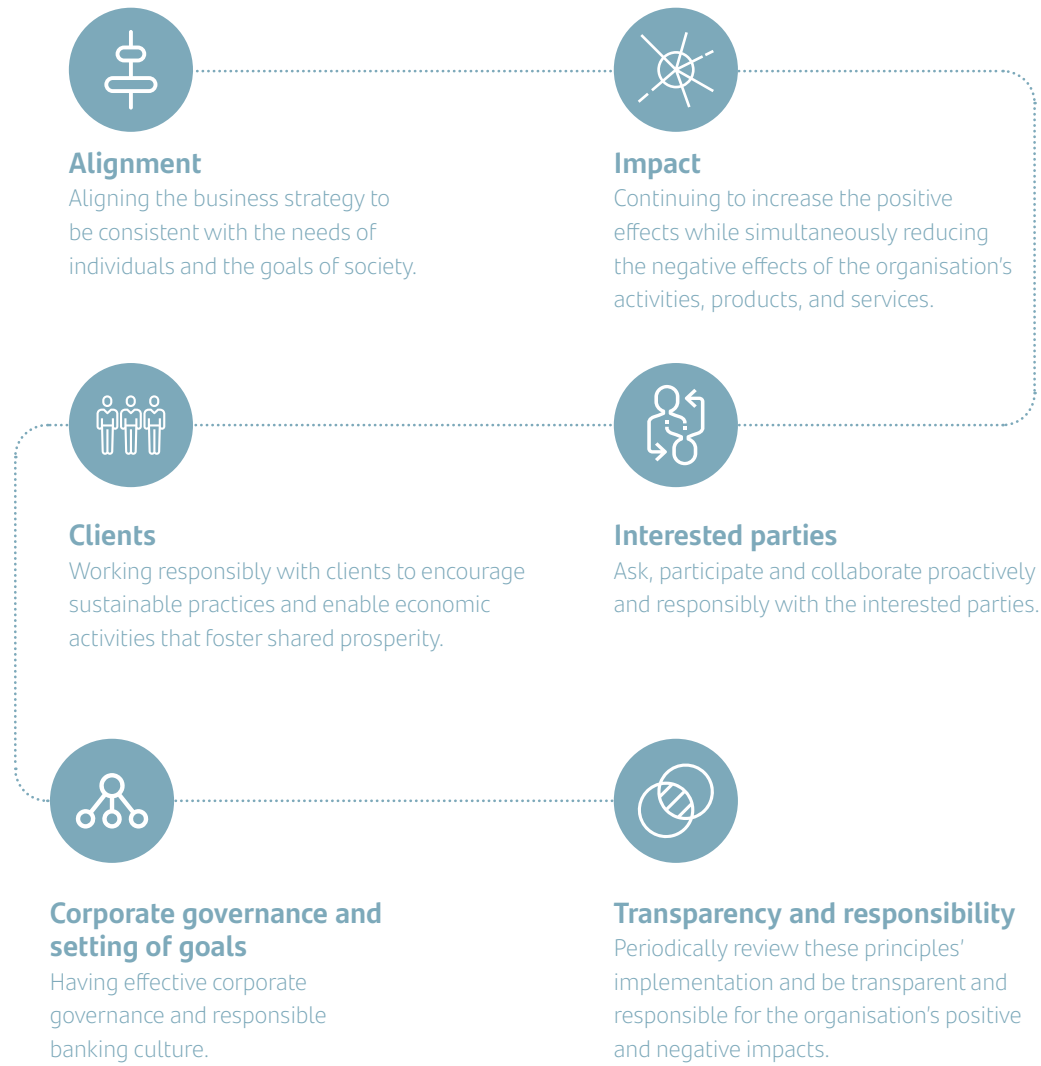 Alignment
Aligning the business strategy to
be consistent with the needs of
individuals and the goals of society.
Impact
Continuing to increase the positive
effects while simultaneously reducing
the negative effects of the organisation’s
activities, products, and services.
Clients
Working responsibly with clients to encourage
sustainable practices and enable economic
activities that foster shared prosperity.
Interested parties
Ask, participate and collaborate proactively
and responsibly with the interested parties.
Corporate governance and
setting of goals
Having effective corporate
governance and responsible
banking culture.
Transparency and responsibility
Periodically review these principles’
implementation and be transparent and
responsible for the organisation’s positive
and negative impacts.